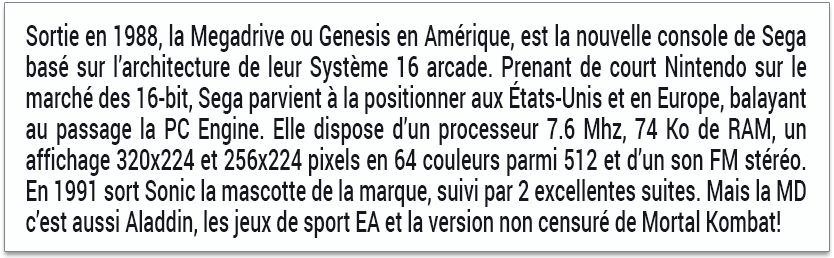 Sortie en 1988, la Megadrive ou Genesis en Amérique, est la nouvelle console de Sega
basé sur l’architecture de leur Système 16 arcade. Prenant de court Nintendo sur le
marché des 16-bit, Sega parvient à la positionner aux États-Unis et en Europe, balayant
au passage la PC Engine. Elle dispose d’un processeur 7.6 Mhz, 74 Ko de RAM, un
affichage 320x224 et 256x224 pixels en 64 couleurs parmi 512 et d’un son FM stéréo.
En 1991 sort Sonic la mascotte de la marque, suivi par 2 excellentes suites. Mais la MD
c’est aussi Aladdin, les jeux de sport EA et la version non censuré de Mortal Kombat!